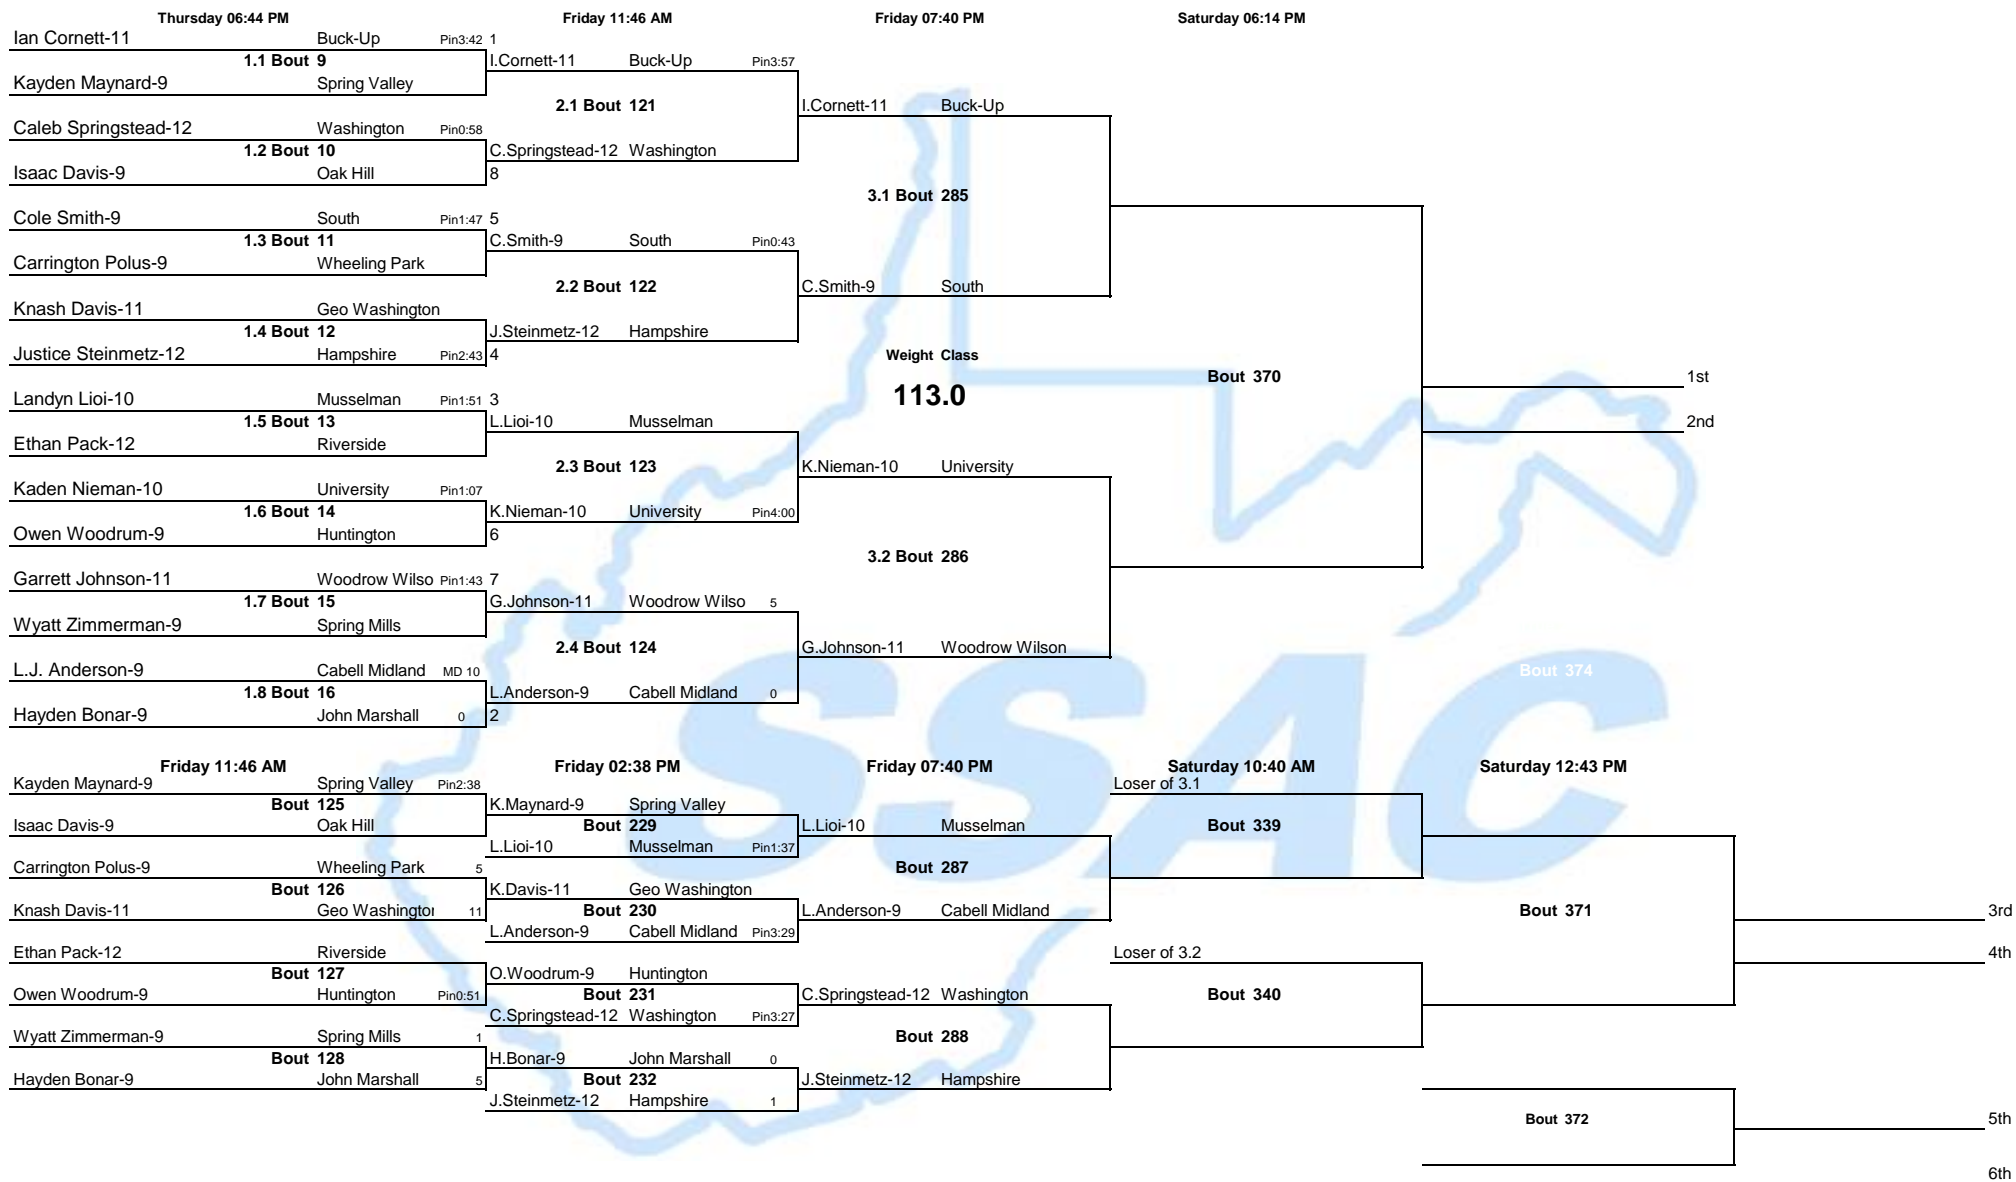 Thursday 06:44 PM Friday 11:46 AM Friday 07:40 PM Saturday 06:14 PM
Ian Cornett-11 Buck-Up Pin3:42 1
1.1 Bout 9 I.Cornett-11 Buck-Up Pin3:57
Kayden Maynard-9 Spring Valley
2.1 Bout 121 I.Cornett-11 Buck-Up
Caleb Springstead-12 Washington Pin0:58
1.2 Bout 10 C.Springstead-12 Washington
Isaac Davis-9 Oak Hill 8
3.1 Bout 285
Cole Smith-9 South Pin1:47 5
1.3 Bout 11 C.Smith-9 South Pin0:43
Carrington Polus-9 Wheeling Park
2.2 Bout 122 C.Smith-9 South
Knash Davis-11 Geo Washington
1.4 Bout 12 J.Steinmetz-12 Hampshire
Justice Steinmetz-12 Hampshire Pin2:43 4 Weight Class
Bout 370 1st
Landyn Lioi-10 Musselman Pin1:51 3 113.0
1.5 Bout 13 L.Lioi-10 Musselman 2nd
Ethan Pack-12 Riverside
2.3 Bout 123 K.Nieman-10 University
Kaden Nieman-10 University Pin1:07
1.6 Bout 14 K.Nieman-10 University Pin4:00
Owen Woodrum-9 Huntington 6
3.2 Bout 286
Garrett Johnson-11 Woodrow Wilso Pin1:43 7
1.7 Bout 15 G.Johnson-11 Woodrow Wilso 5
Wyatt Zimmerman-9 Spring Mills
2.4 Bout 124 G.Johnson-11 Woodrow Wilson
L.J. Anderson-9 Cabell Midland MD 10 Bout 374
1.8 Bout 16 L.Anderson-9 Cabell Midland 0
Hayden Bonar-9 John Marshall 0 2
SSAC
Friday 11:46 AM Friday 02:38 PM Friday 07:40 PM Saturday 10:40 AM Saturday 12:43 PM
Kayden Maynard-9 Spring Valley Pin2:38 Loser of 3.1
Bout 125 K.Maynard-9 Spring Valley
Isaac Davis-9 Oak Hill Bout 229 L.Lioi-10 Musselman Bout 339
L.Lioi-10 Musselman Pin1:37
Carrington Polus-9 Wheeling Park 5 Bout 287
Bout 126 K.Davis-11 Geo Washington
Knash Davis-11 Geo Washingto 11 Bout 230 L.Anderson-9 Cabell Midland Bout 371 3rd
L.Anderson-9 Cabell Midland Pin3:29
Ethan Pack-12 Riverside Loser of 3.2 4th
Bout 127 O.Woodrum-9 Huntington
Owen Woodrum-9 Huntington Pin0:51 Bout 231 C.Springstead-12 Washington Bout 340
C.Springstead-12 Washington Pin3:27
Wyatt Zimmerman-9 Spring Mills 1 Bout 288
Bout 128 H.Bonar-9 John Marshall 0
Hayden Bonar-9 John Marshall 5 Bout 232 J.Steinmetz-12 Hampshire
J.Steinmetz-12 Hampshire 1
Bout 372 5th
6th